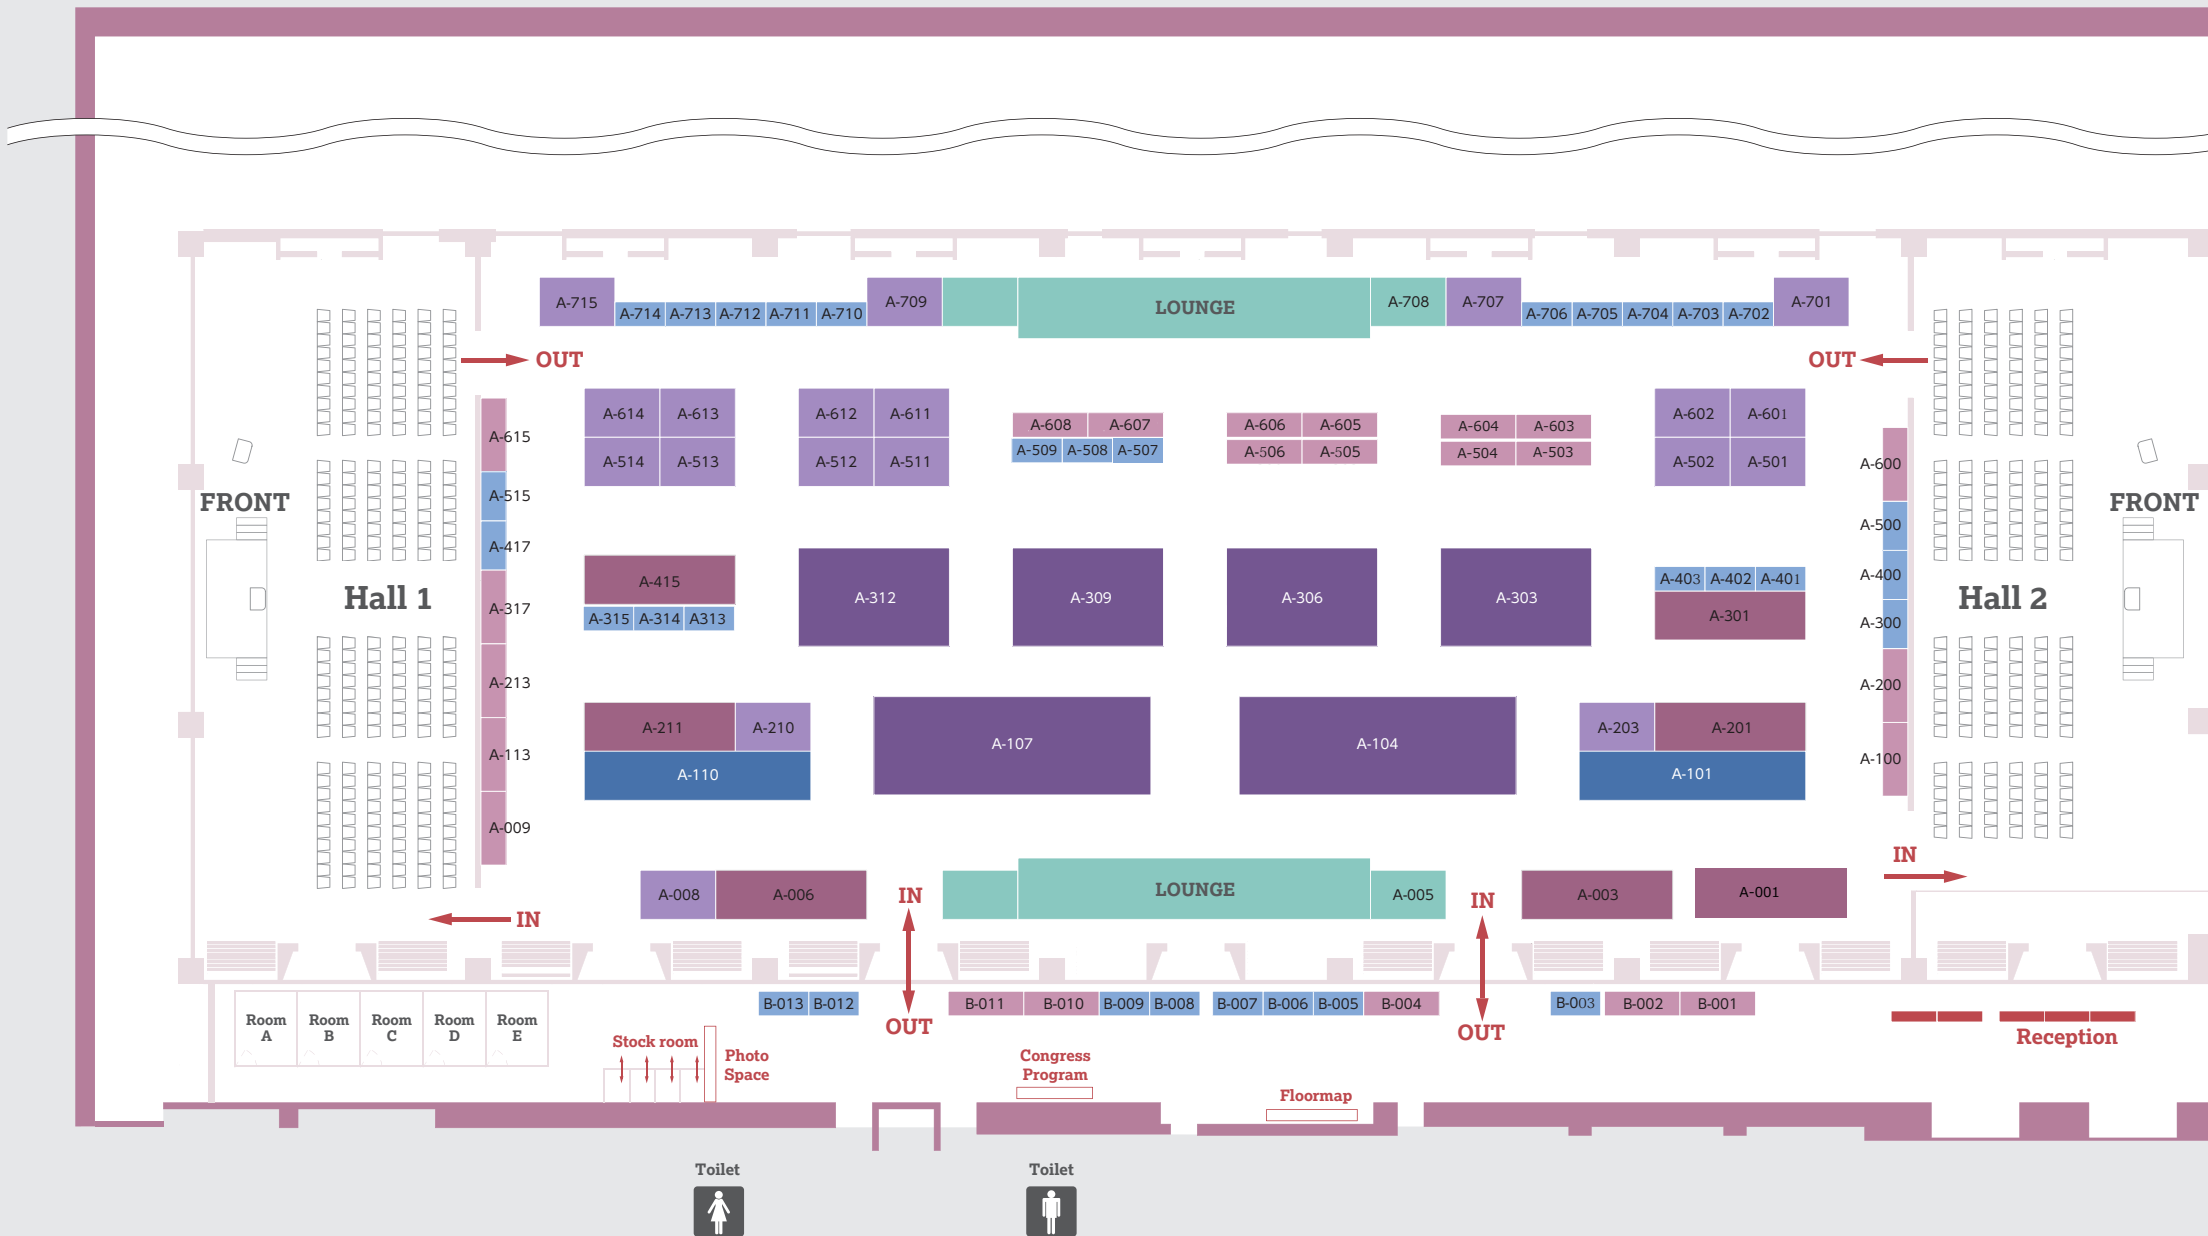 A-715
A-714
A-713
A-712
A-711
A-710
A-709
LOUNGE
A-708
A-707
A-706
A-705
A-704
A-703
A-702
A-701
OUT
OUT
A-614
A-613
A-612
A-611
A-608
A-607
A-606
A-605
A-604
A-603
A-602
A-601
A-615
A-514
A-513
A-512
A-511
A-509
A-508
A-507
A-506
A-505
A-504
A-503
A-502
A-501
A-600
FRONT
A-515
A-500
FRONT
A-417
A-415
A-403
A-402
A-401
A-400
Hall 1
A-317
A-315
A-314
A313
A-312
A-309
A-306
A-303
A-301
A-300
Hall 2
A-213
A-211
A-210
A-203
A-201
A-200
A-113
A-110
A-107
A-104
A-101
A-100
A-009
IN
A-008
A-006
IN
LOUNGE
A-005
IN
A-003
A-001
IN
B-013
B-012
OUT
B-011
B-010
B-009
B-008
B-007
B-006
B-005
B-004
OUT
B-003
B-002
B-001
Room
A
Room
B
Room
C
Room
D
Room
E
Stock room
Photo
Space
Congress
Program
Floormap
Reception
Toilet
Toilet